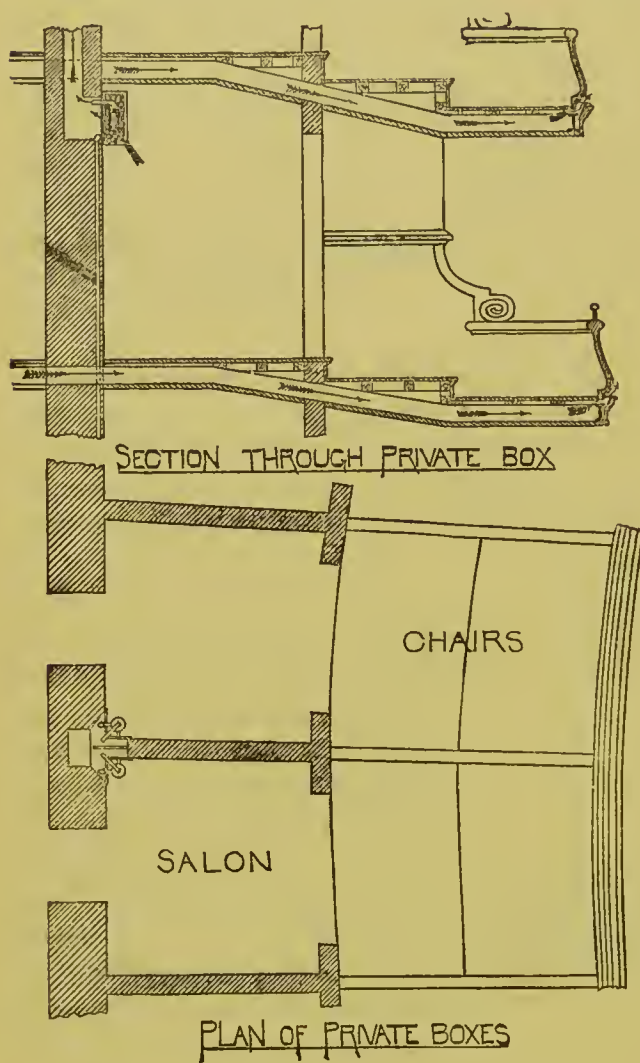 SECTION THROUGH PRIVATE BOX
CHAIRS
SALON
PLAN OF PRIVATE BOXES